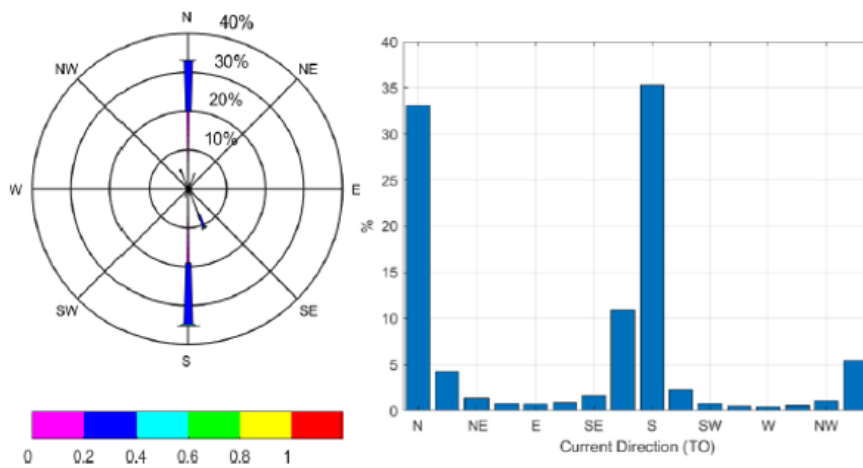 N
40%
NW
30%
NE
20%
10%
W
E
SW
SE
S
0 0.2 0.4 0.6 0.8 1
40
35
30
25
20
15
10
5
0
%
N NE E SE S SW W NW
Current Direction (TO)